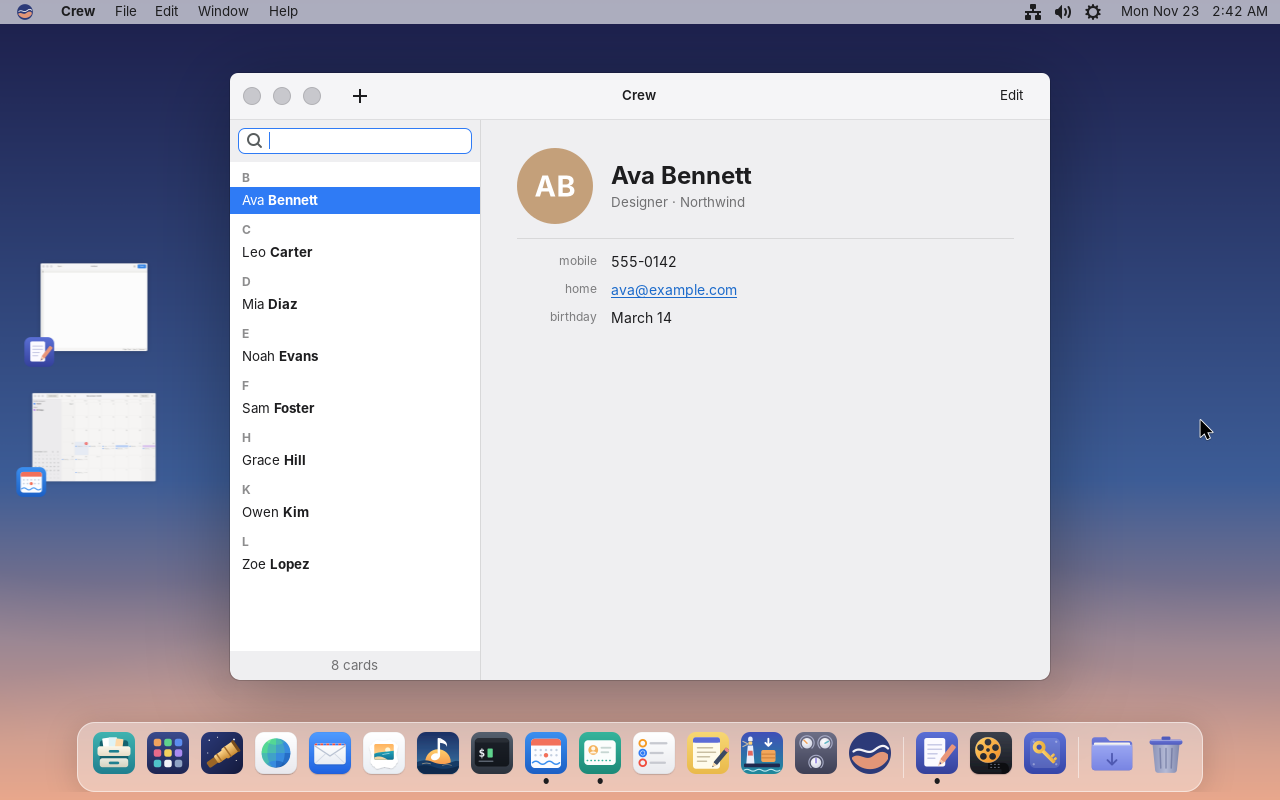 Crew File Edit Window Help Mon Nov 23 2:42 AM
Crew Edit
B
Ava Bennett
C
Leo Carter
D
Mia Diaz
E
Noah Evans
F
Sam Foster
H
Grace Hill
K
Owen Kim
L
Zoe Lopez
8 cards
AB
Ava Bennett
Designer · Northwind
mobile 555-0142
home ava@example.com
birthday March 14
$